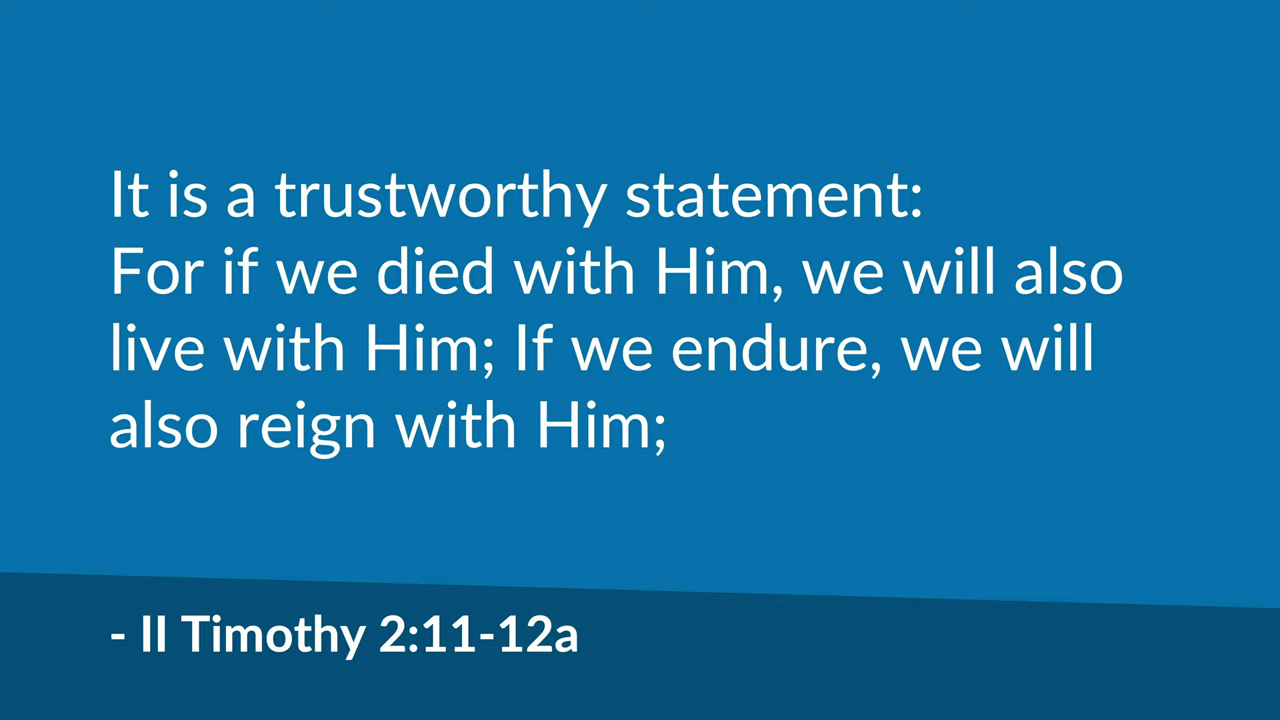 It is a trustworthy statement:
For if we died with Him, we will also
live with Him; If we endure, we will
also reign with Him;
- II Timothy 2:11-12a